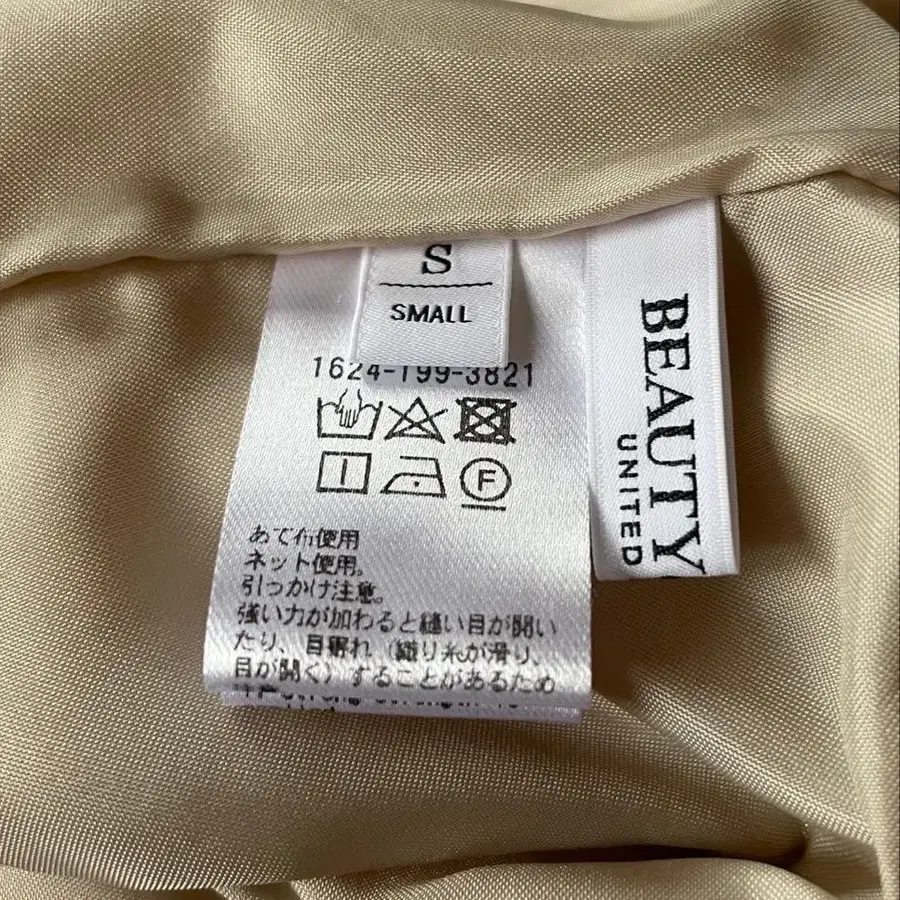 S
SMALL
1624-199-3821
F
あて布使用
ネット使用。
引っかけ注意。
強い力が加わると縫い目が開い
たり、目寄れ（織り糸が滑り、
目が開く）することがあるため
BEAUTY
UNITED